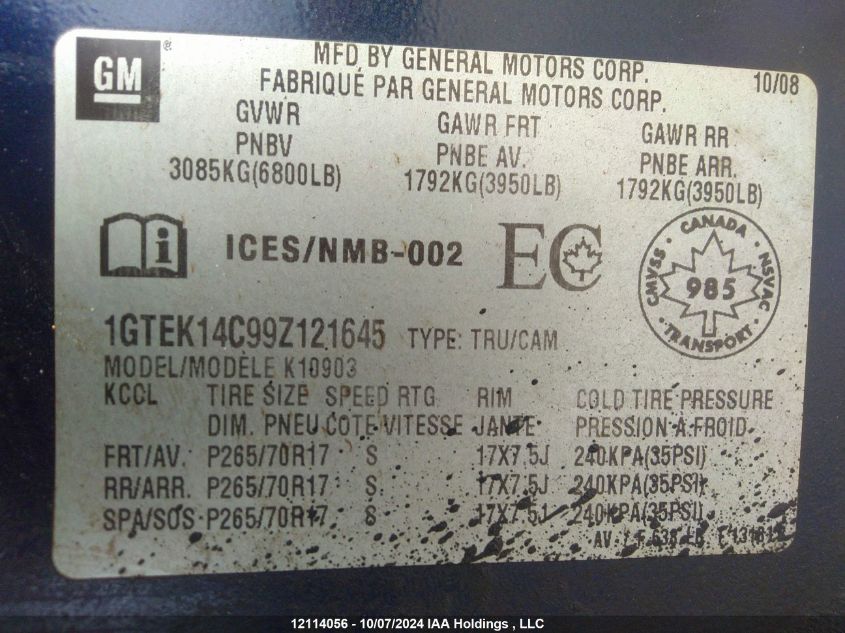 GM ®
MFD BY GENERAL MOTORS CORP.
10/08
FABRIQUÉ PAR GENERAL MOTORS CORP.
GVWR GAWR FRT GAWR RR
PNBV PNBE AV. PNBE ARR.
3085KG(6800LB) 1792KG(3950LB) 1792KG(3950LB)
i ICES/NMB-002 EC
CANADA
CMVSS 985 NSVAC
TRANSPORT
1GTEK14C99Z121645 TYPE: TRU/CAM
MODEL/MODÈLE K10903
KCCL TIRE SIZE SPEED RTG RIM COLD TIRE PRESSURE
DIM. PNEU COTE VITESSE JANTE PRESSION A FROID
FRT/AV. P265/70R17 S 17X7.5J 240KPA(35PSI)
RR/ARR. P265/70R17 S 17X7.5J 240KPA(35PSI)
SPA/SOS P265/70R17 S 17X7.5J 240KPA(35PSI)
12114056 - 10/07/2024 IAA Holdings , LLC